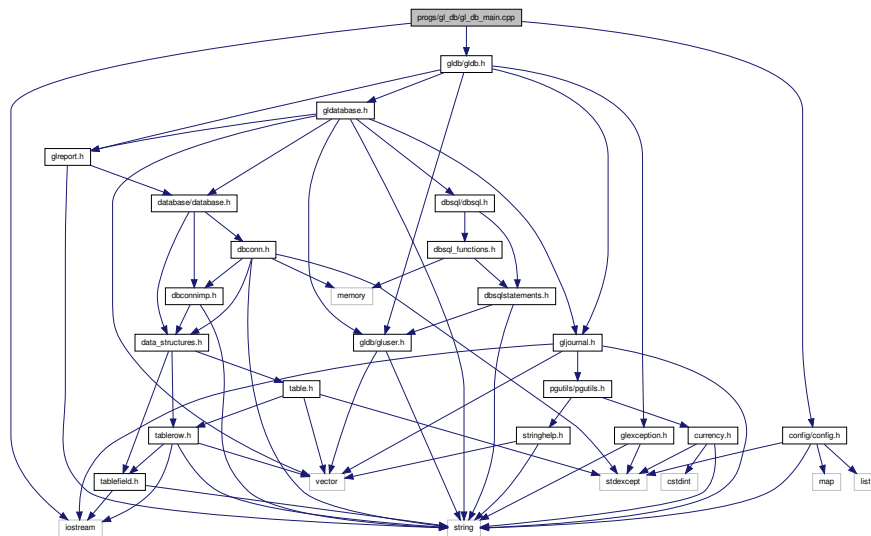 progs/gl_db/gl_db_main.cpp
gldb/gldb.h
gldatabase.h
glreport.h
database/database.h
dbsql/dbsql.h
dbconn.h
dbsql_functions.h
dbconnimp.h
memory
dbsqlstatements.h
data_structures.h
gldb/gluser.h
gljournal.h
table.h
pgutils/pgutils.h
tablerow.h
stringhelp.h
glexception.h
currency.h
config/config.h
tablefield.h
vector
stdexcept
cstdint
map
list
iostream
string